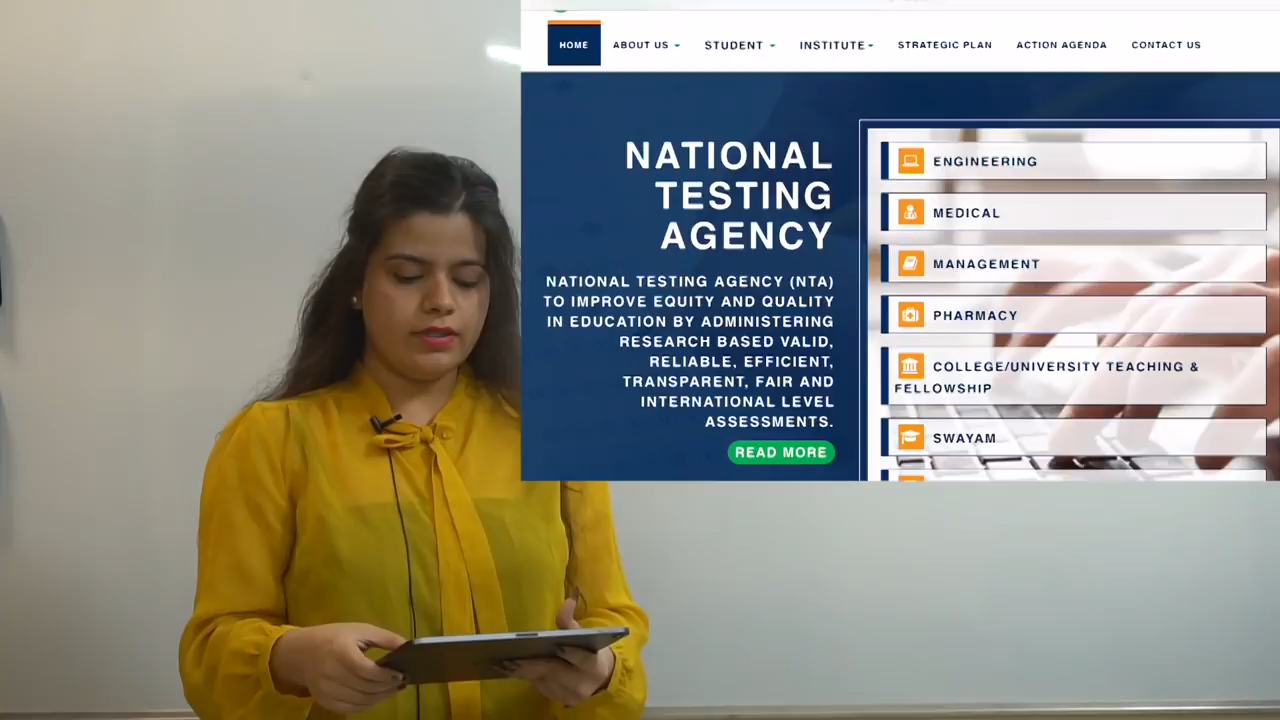 HOME
ABOUT US
STUDENT
INSTITUTE
STRATEGIC PLAN
ACTION AGENDA
CONTACT US
NATIONAL
TESTING
AGENCY
NATIONAL TESTING AGENCY (NTA)
TO IMPROVE EQUITY AND QUALITY
IN EDUCATION BY ADMINISTERING
RESEARCH BASED VALID,
RELIABLE, EFFICIENT,
TRANSPARENT, FAIR AND
INTERNATIONAL LEVEL
ASSESSMENTS.
READ MORE
ENGINEERING
MEDICAL
MANAGEMENT
PHARMACY
COLLEGE/UNIVERSITY TEACHING &
FELLOWSHIP
SWAYAM